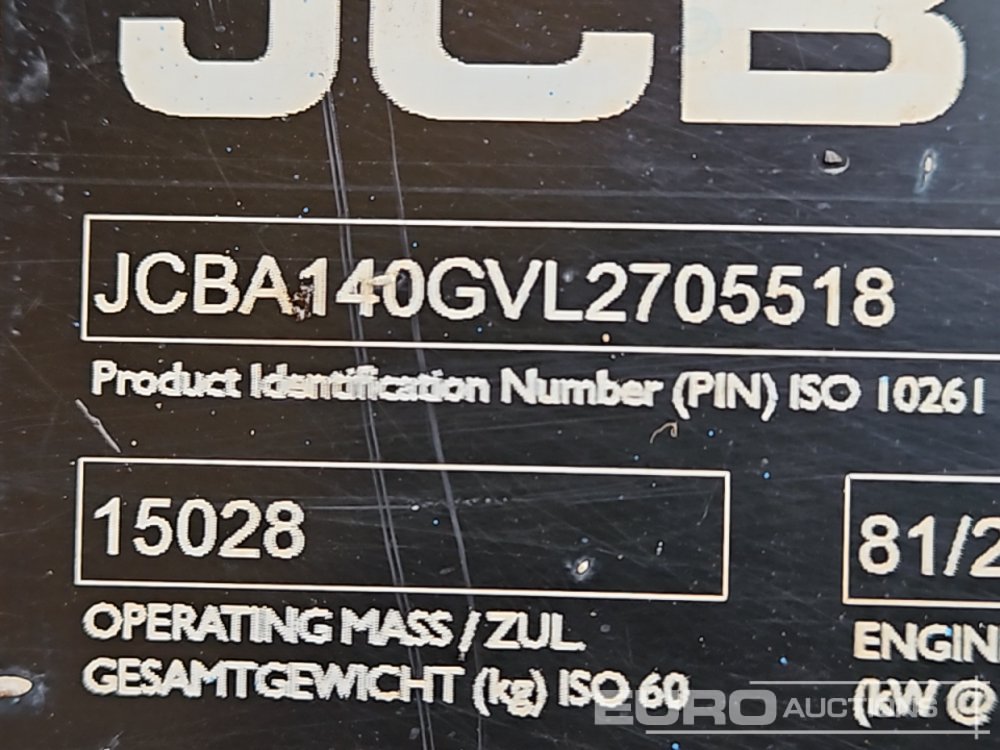 JCB
JCBA140GVL2705518
Product Identification Number (PIN) ISO 10261
15028
81/2
OPERATING MASS / ZUL.
GESAMTGEWICHT (kg) ISO 60
ENGIN
(kW @
EURO AUCTIONS